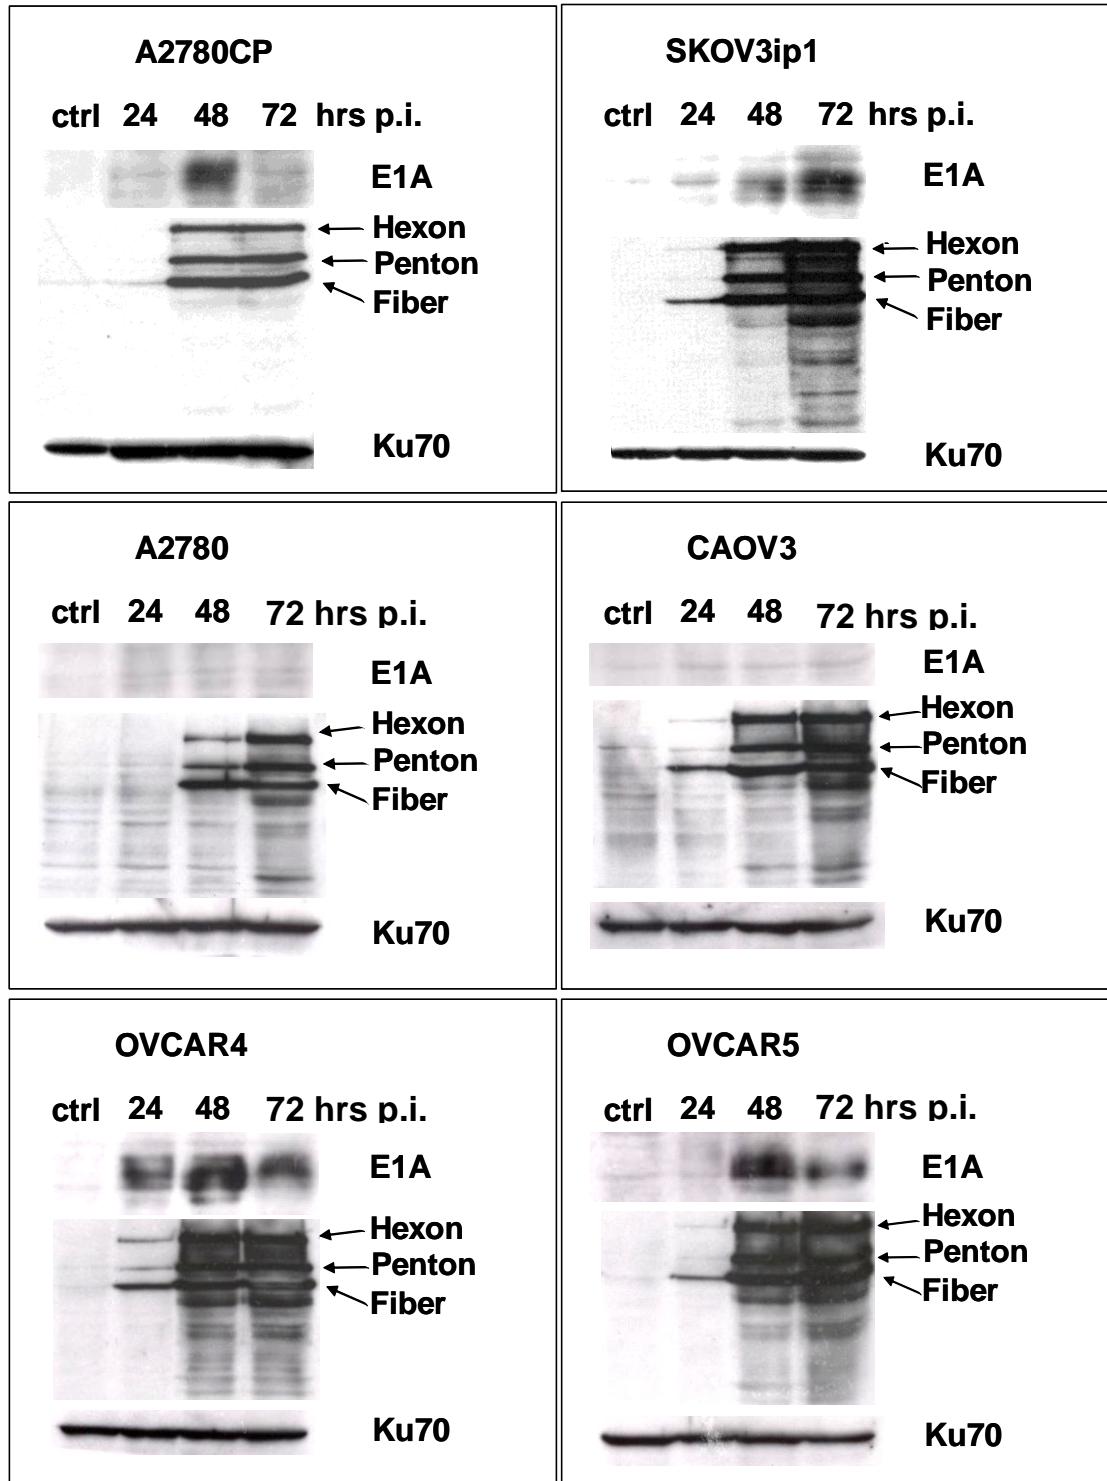 A2780CP
ctrl 24 48 72 hrs p.i.
E1A
Hexon
Penton
Fiber
Ku70
SKOV3ip1
ctrl 24 48 72 hrs p.i.
E1A
Hexon
Penton
Fiber
Ku70
A2780
ctrl 24 48 72 hrs p.i.
E1A
Hexon
Penton
Fiber
Ku70
CAOV3
ctrl 24 48 72 hrs p.i.
E1A
Hexon
Penton
Fiber
Ku70
OVCAR4
ctrl 24 48 72 hrs p.i.
E1A
Hexon
Penton
Fiber
Ku70
OVCAR5
ctrl 24 48 72 hrs p.i.
E1A
Hexon
Penton
Fiber
Ku70